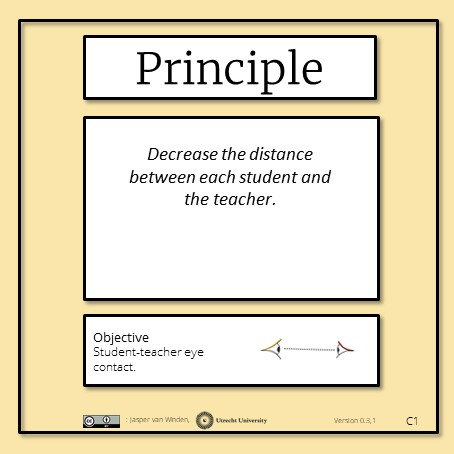 Principle
Decrease the distance
between each student and
the teacher.
Objective
Student-teacher eye
contact.
: Jasper van Winden, Utrecht University Version 0.3,1 C1